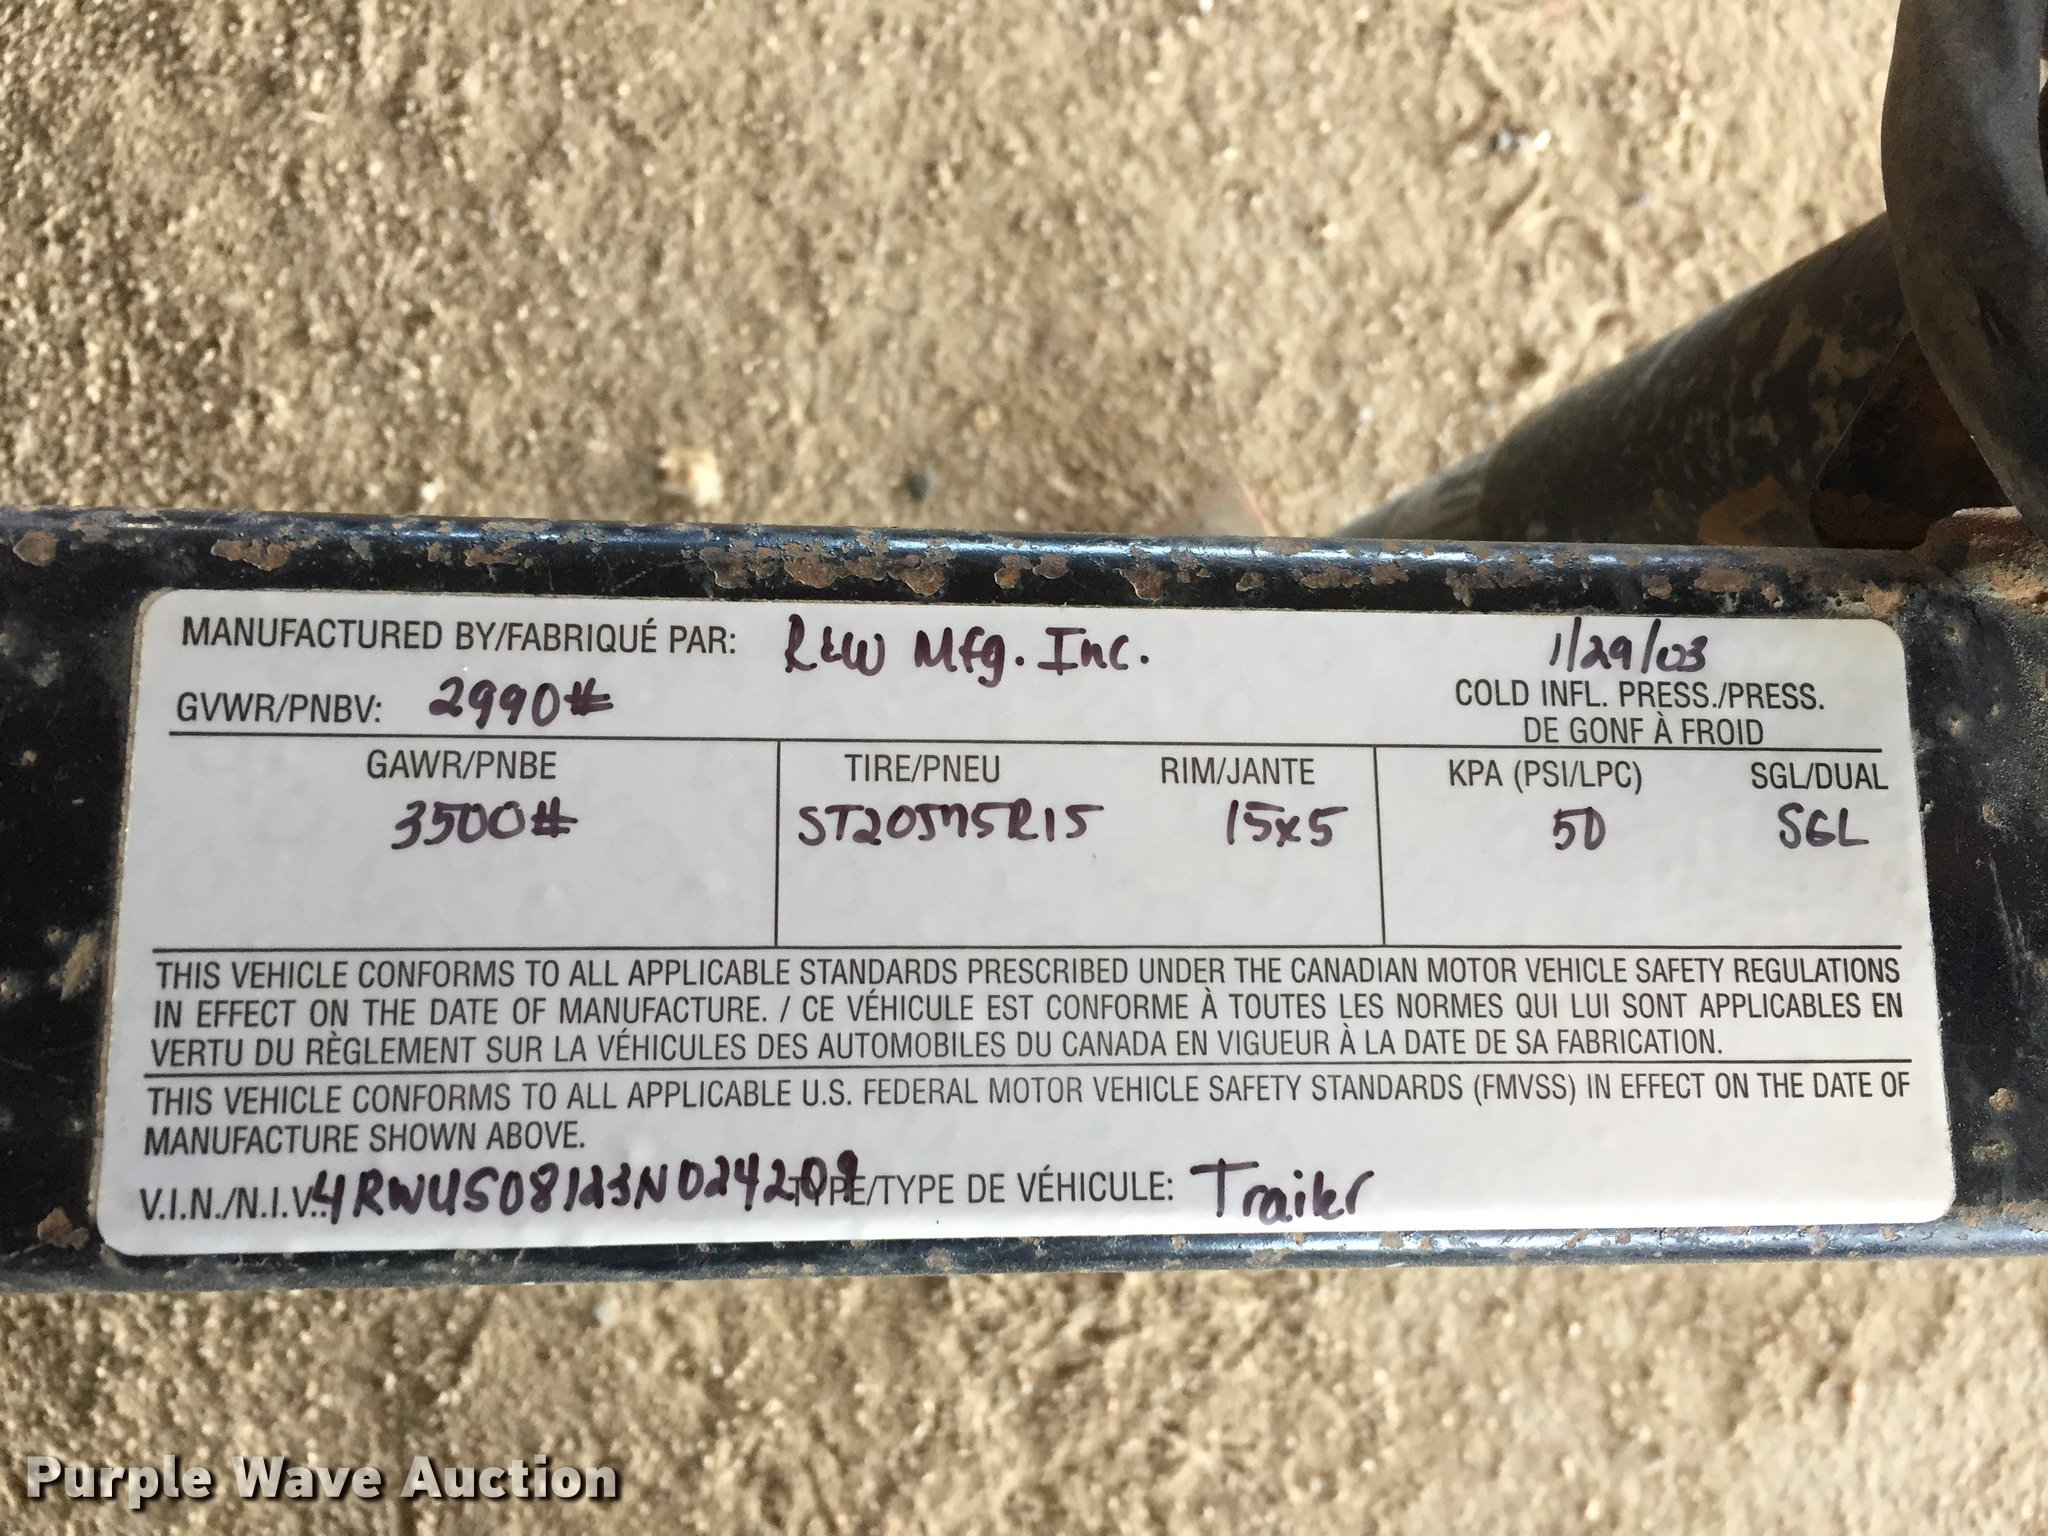 MANUFACTURED BY/FABRIQUÉ PAR: R&W Mfg. Inc. 1/29/03
GVWR/PNBV: 2990# COLD INFL. PRESS./PRESS.
DE GONF À FROID
GAWR/PNBE TIRE/PNEU RIM/JANTE KPA (PSI/LPC) SGL/DUAL
3500# ST20575R15 15x5 50 SGL
THIS VEHICLE CONFORMS TO ALL APPLICABLE STANDARDS PRESCRIBED UNDER THE CANADIAN MOTOR VEHICLE SAFETY REGULATIONS
IN EFFECT ON THE DATE OF MANUFACTURE. / CE VÉHICULE EST CONFORME À TOUTES LES NORMES QUI LUI SONT APPLICABLES EN
VERTU DU RÈGLEMENT SUR LA VÉHICULES DES AUTOMOBILES DU CANADA EN VIGUEUR À LA DATE DE SA FABRICATION.
THIS VEHICLE CONFORMS TO ALL APPLICABLE U.S. FEDERAL MOTOR VEHICLE SAFETY STANDARDS (FMVSS) IN EFFECT ON THE DATE OF
MANUFACTURE SHOWN ABOVE.
V.I.N./N.I.V.: 4RWUS08123N024209 TYPE/TYPE DE VÉHICULE: Trailer
Purple Wave Auction